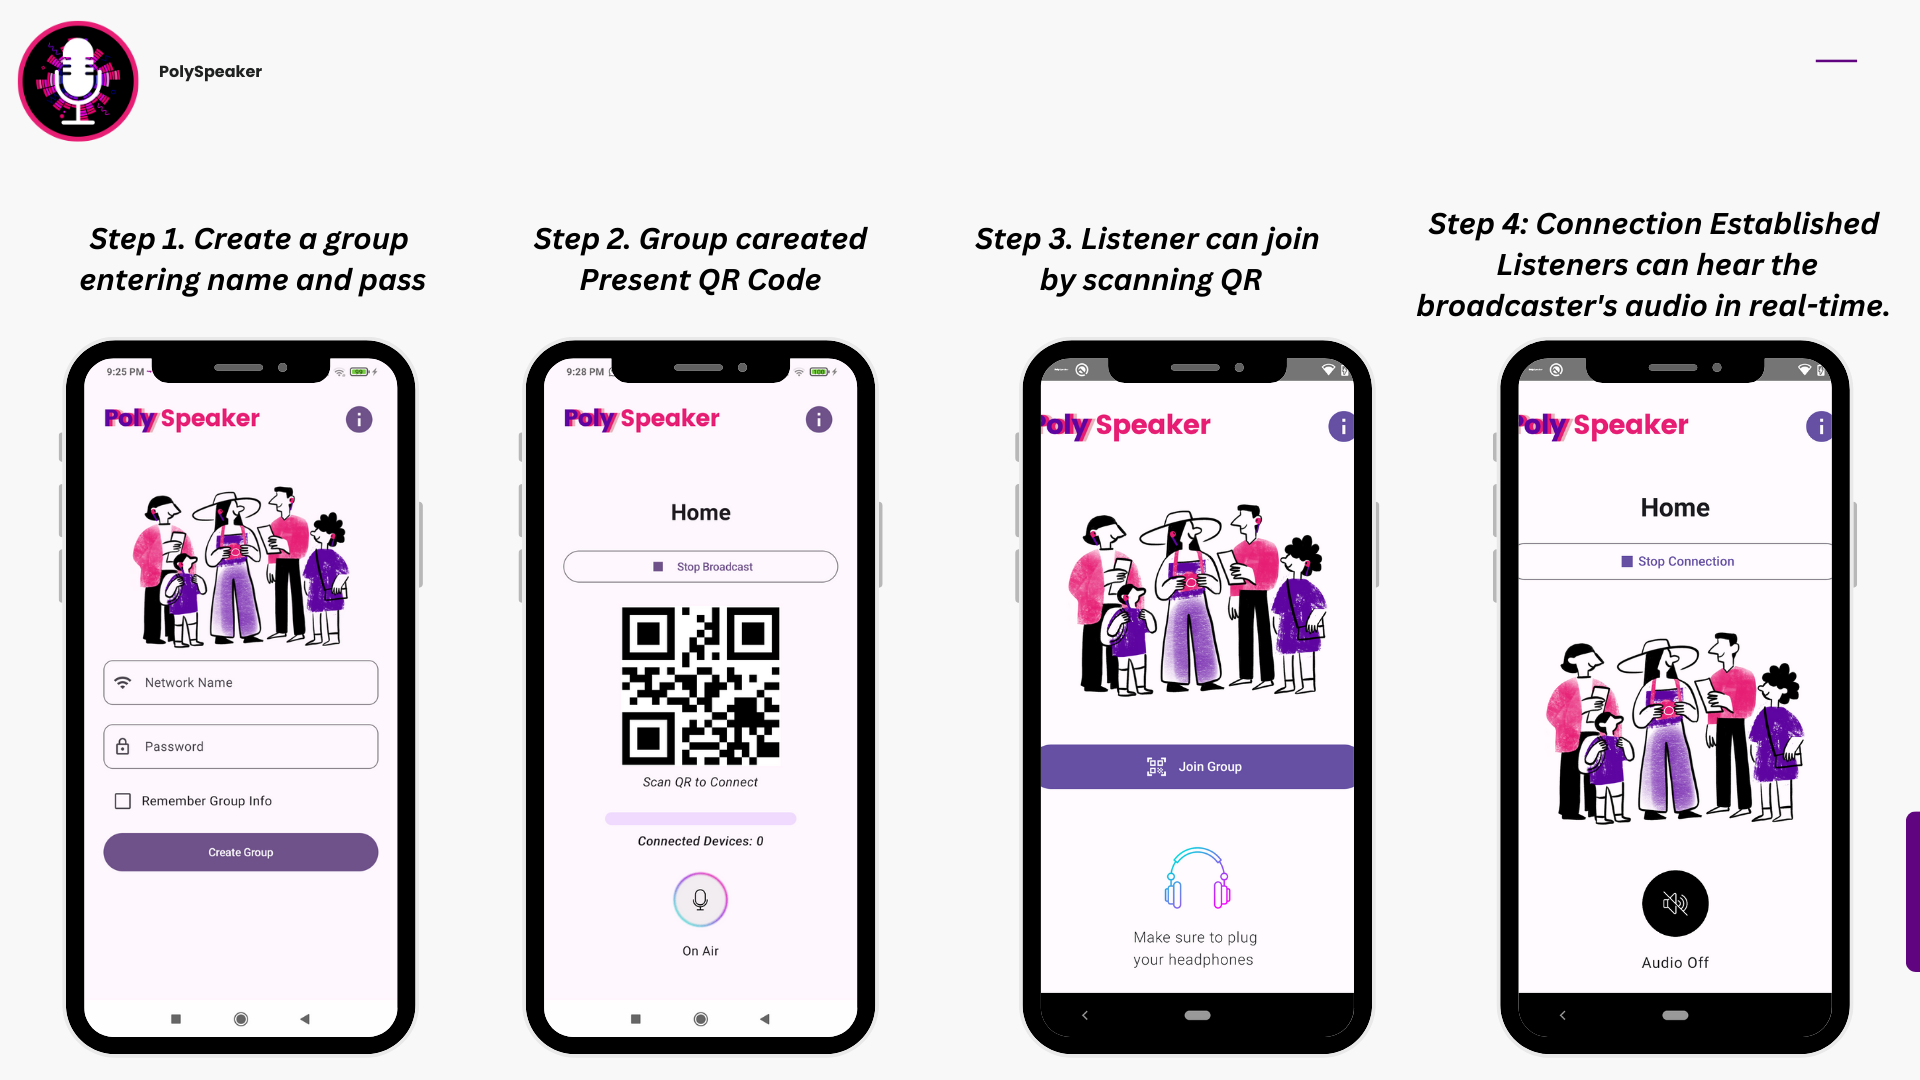 PolySpeaker
Step 1. Create a group
entering name and pass
Step 2. Group careated
Present QR Code
Step 3. Listener can join
by scanning QR
Step 4: Connection Established
Listeners can hear the
broadcaster's audio in real-time.
9:25 PM
99
Poly Speaker
i
Network Name
Password
Remember Group Info
Create Group
9:28 PM
100
Poly Speaker
i
Home
Stop Broadcast
Scan QR to Connect
Connected Devices: 0
On Air
Poly Speaker
i
Join Group
Make sure to plug
your headphones
Poly Speaker
i
Home
Stop Connection
Audio Off